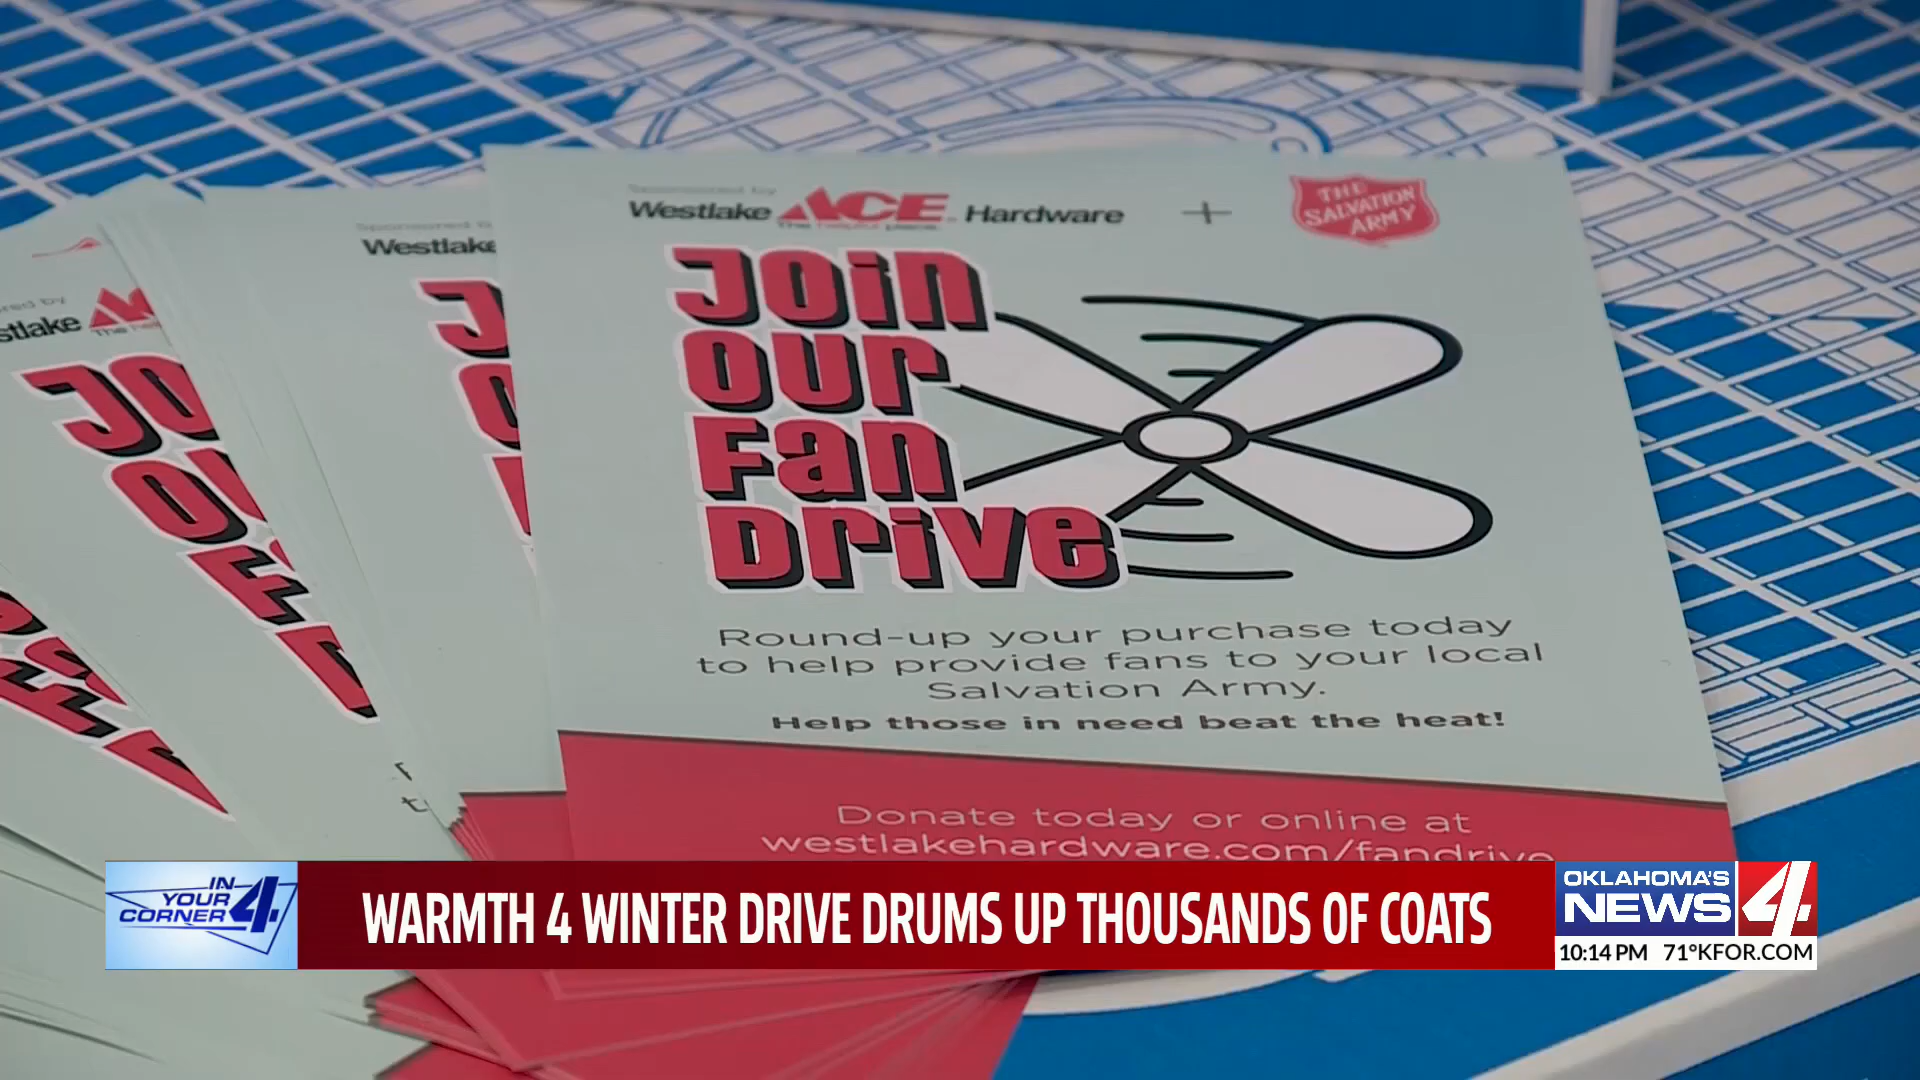 Sponsored by
Westlake ACE Hardware + THE SALVATION ARMY
The helpful place.
Join
our
Fan
Drive
Round-up your purchase today
to help provide fans to your local
Salvation Army.
Help those in need beat the heat!
Donate today or online at
westlakehardware.com/fandrive
Sponsored b
Westlake
IN YOUR CORNER 4
WARMTH 4 WINTER DRIVE DRUMS UP THOUSANDS OF COATS
OKLAHOMA'S
NEWS 4
10:14 PM 71° KFOR.COM